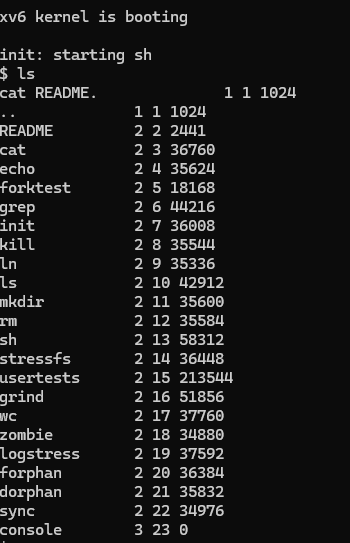 xv6 kernel is booting
init: starting sh
$ ls
cat README.                1 1 1024
..             1 1 1024
README         2 2 2441
cat            2 3 36760
echo           2 4 35624
forktest       2 5 18168
grep           2 6 44216
init           2 7 36008
kill           2 8 35544
ln             2 9 35336
ls             2 10 42912
mkdir          2 11 35600
rm             2 12 35584
sh             2 13 58312
stressfs       2 14 36448
usertests      2 15 213544
grind          2 16 51856
wc             2 17 37760
zombie         2 18 34880
logstress      2 19 37592
forphan        2 20 36384
dorphan        2 21 35832
sync           2 22 34976
console        3 23 0